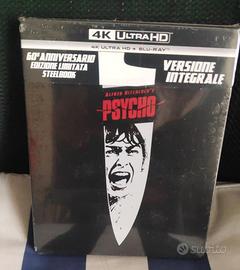 4K ULTRA HD
4K ULTRA HD + BLU-RAY
60° ANNIVERSARIO
EDIZIONE LIMITATA
STEELBOOK
VERSIONE
INTEGRALE
ALFRED HITCHCOCK'S
PSYCHO
subito